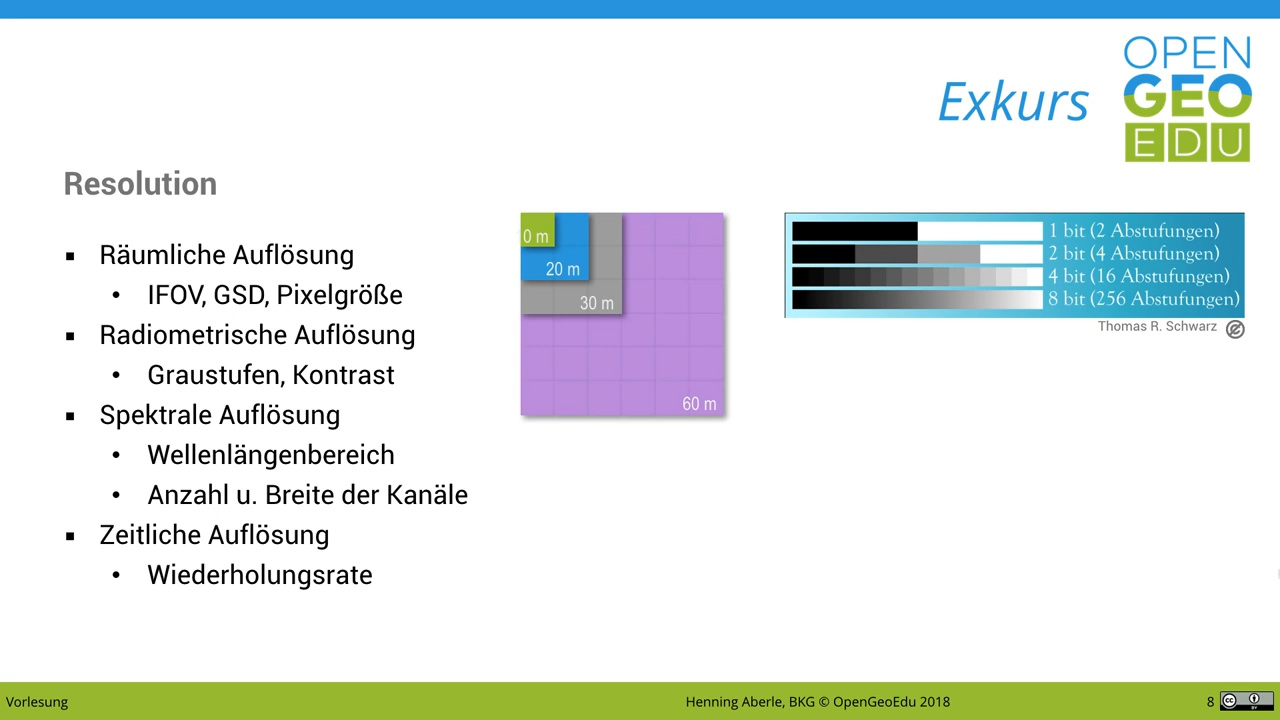 OPEN
GEO
EDU
Exkurs
Resolution
▪ Räumliche Auflösung
• IFOV, GSD, Pixelgröße
▪ Radiometrische Auflösung
• Graustufen, Kontrast
▪ Spektrale Auflösung
• Wellenlängenbereich
• Anzahl u. Breite der Kanäle
▪ Zeitliche Auflösung
• Wiederholungsrate
0 m
20 m
30 m
60 m
1 bit (2 Abstufungen)
2 bit (4 Abstufungen)
4 bit (16 Abstufungen)
8 bit (256 Abstufungen)
Thomas R. Schwarz
Vorlesung
Henning Aberle, BKG © OpenGeoEdu 2018
8
cc
BY